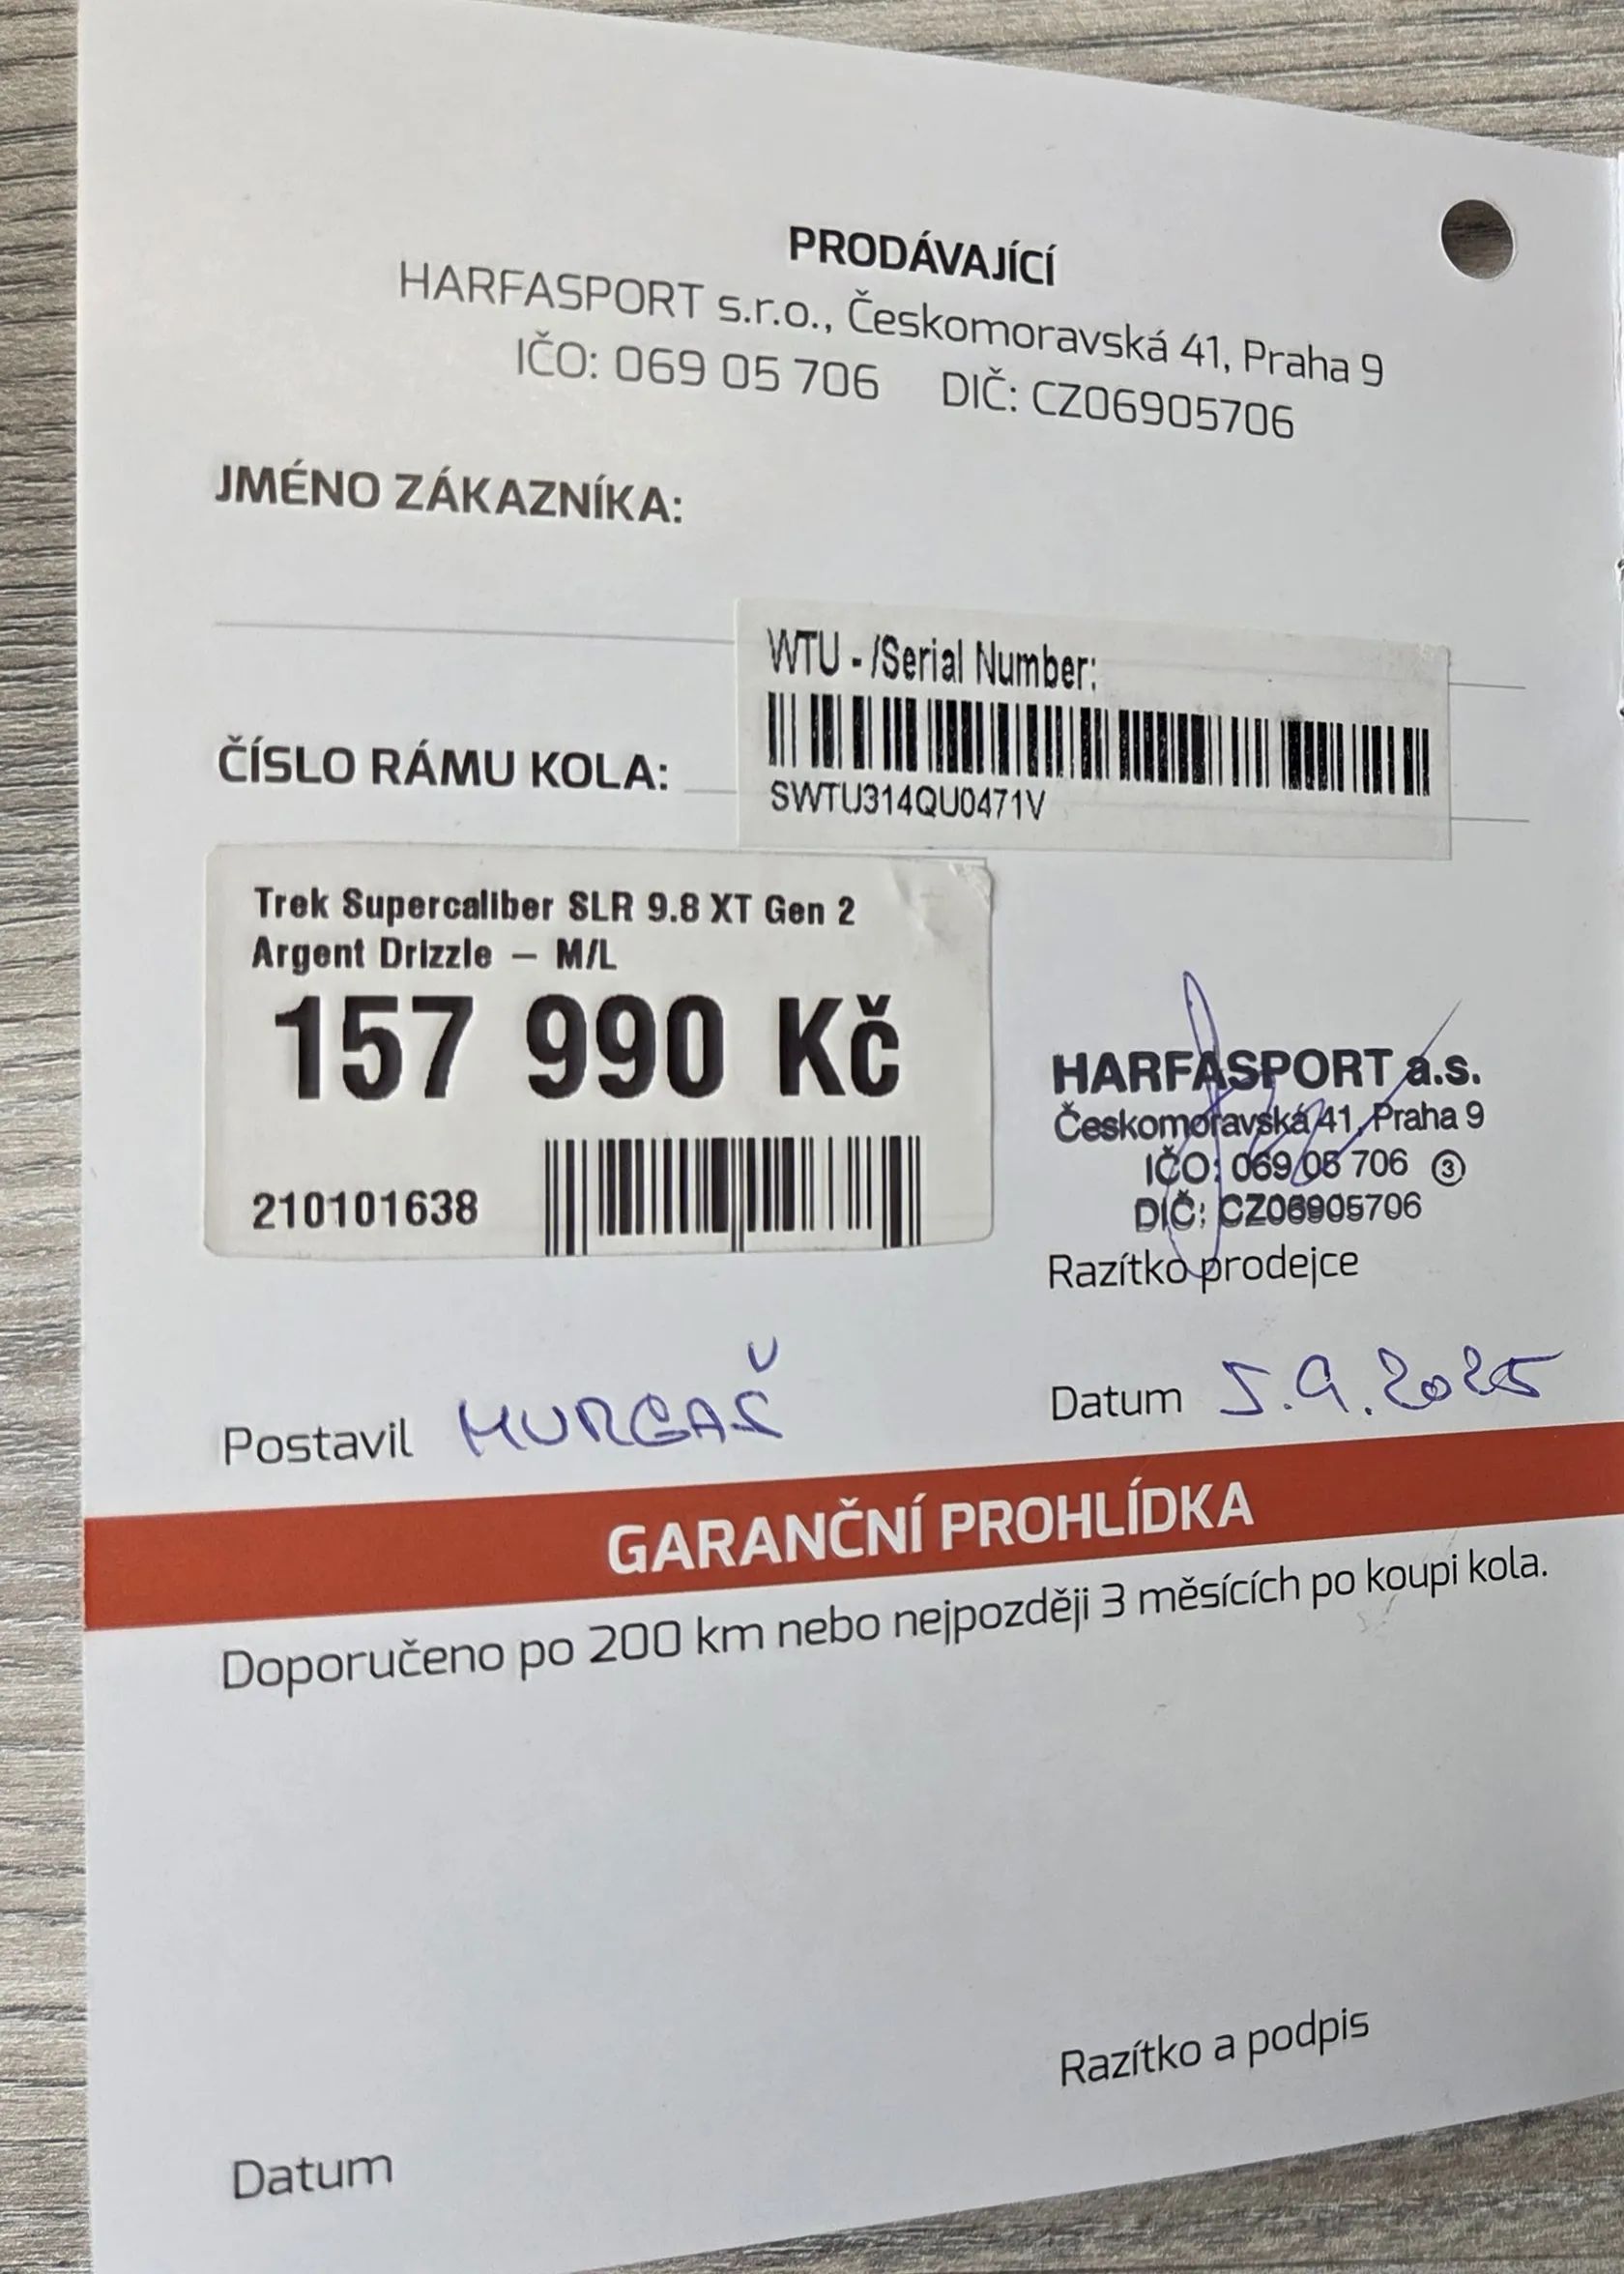 PRODÁVAJÍCÍ
HARFASPORT s.r.o., Českomoravská 41, Praha 9
IČO: 069 05 706 DIČ: CZ06905706
JMÉNO ZÁKAZNÍKA:
WTU - /Serial Number:
ČÍSLO RÁMU KOLA:
SWTU314QU0471V
Trek Supercaliber SLR 9.8 XT Gen 2
Argent Drizzle – M/L
157 990 Kč
210101638
HARFASPORT a.s.
Českomoravská 41, Praha 9
IČO: 069 05 706 ③
DIČ: CZ06905706
Razítko prodejce
Postavil MURGAŠ
Datum 5.9.2025
GARANČNÍ PROHLÍDKA
Doporučeno po 200 km nebo nejpozději 3 měsících po koupi kola.
Razítko a podpis
Datum